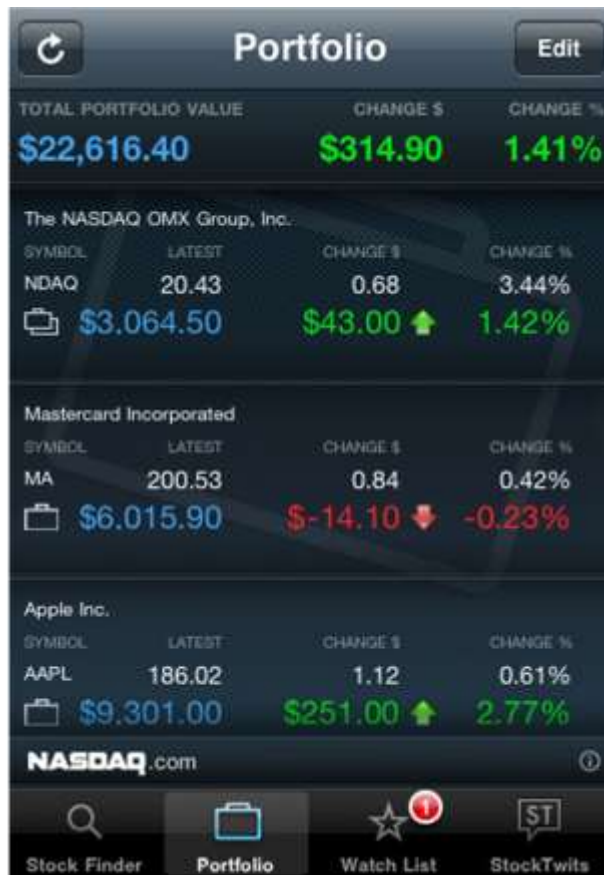 Portfolio
Edit
TOTAL PORTFOLIO VALUE CHANGE $ CHANGE %
$22,616.40 $314.90 1.41%
The NASDAQ OMX Group, Inc.
SYMBOL LATEST CHANGE $ CHANGE %
NDAQ 20.43 0.68 3.44%
$3,064.50 $43.00 1.42%
Mastercard Incorporated
SYMBOL LATEST CHANGE $ CHANGE %
MA 200.53 0.84 0.42%
$6,015.90 $-14.10 -0.23%
Apple Inc.
SYMBOL LATEST CHANGE $ CHANGE %
AAPL 186.02 1.12 0.61%
$9,301.00 $251.00 2.77%
NASDAQ.com
1
ST
Stock Finder Portfolio Watch List StockTwits